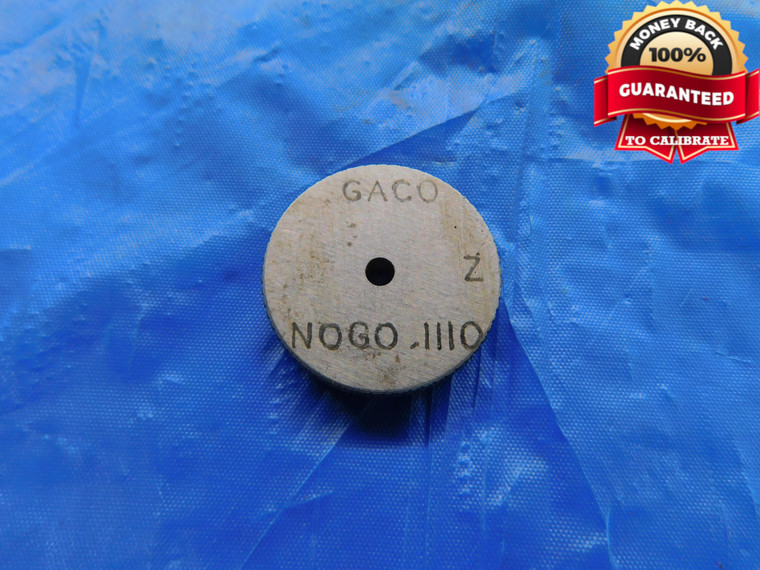 MONEY BACK
100%
GUARANTEED
TO CALIBRATE
GACO
Z
NOGO .1110